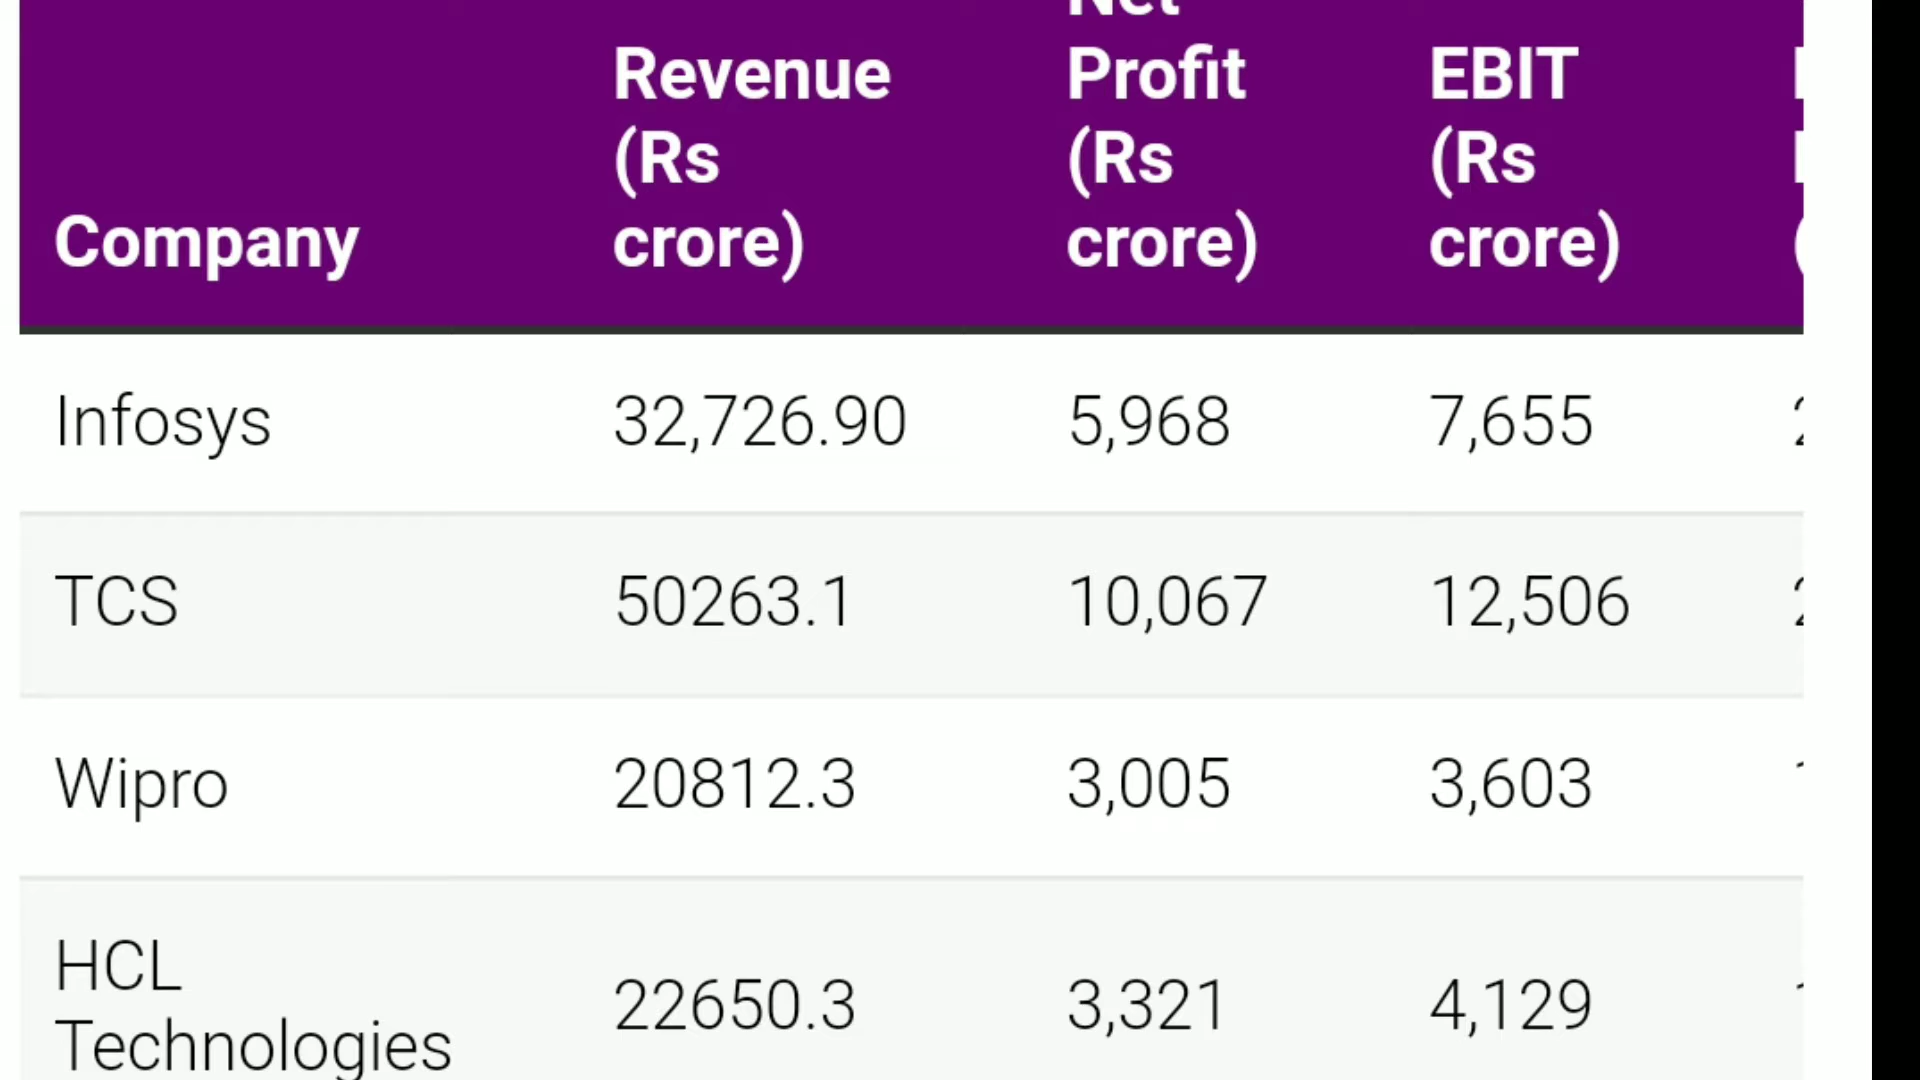 Net
Revenue Profit EBIT
(Rs (Rs (Rs
Company crore) crore) crore)
Infosys 32,726.90 5,968 7,655
TCS 50263.1 10,067 12,506
Wipro 20812.3 3,005 3,603
HCL
22650.3 3,321 4,129
Technologies